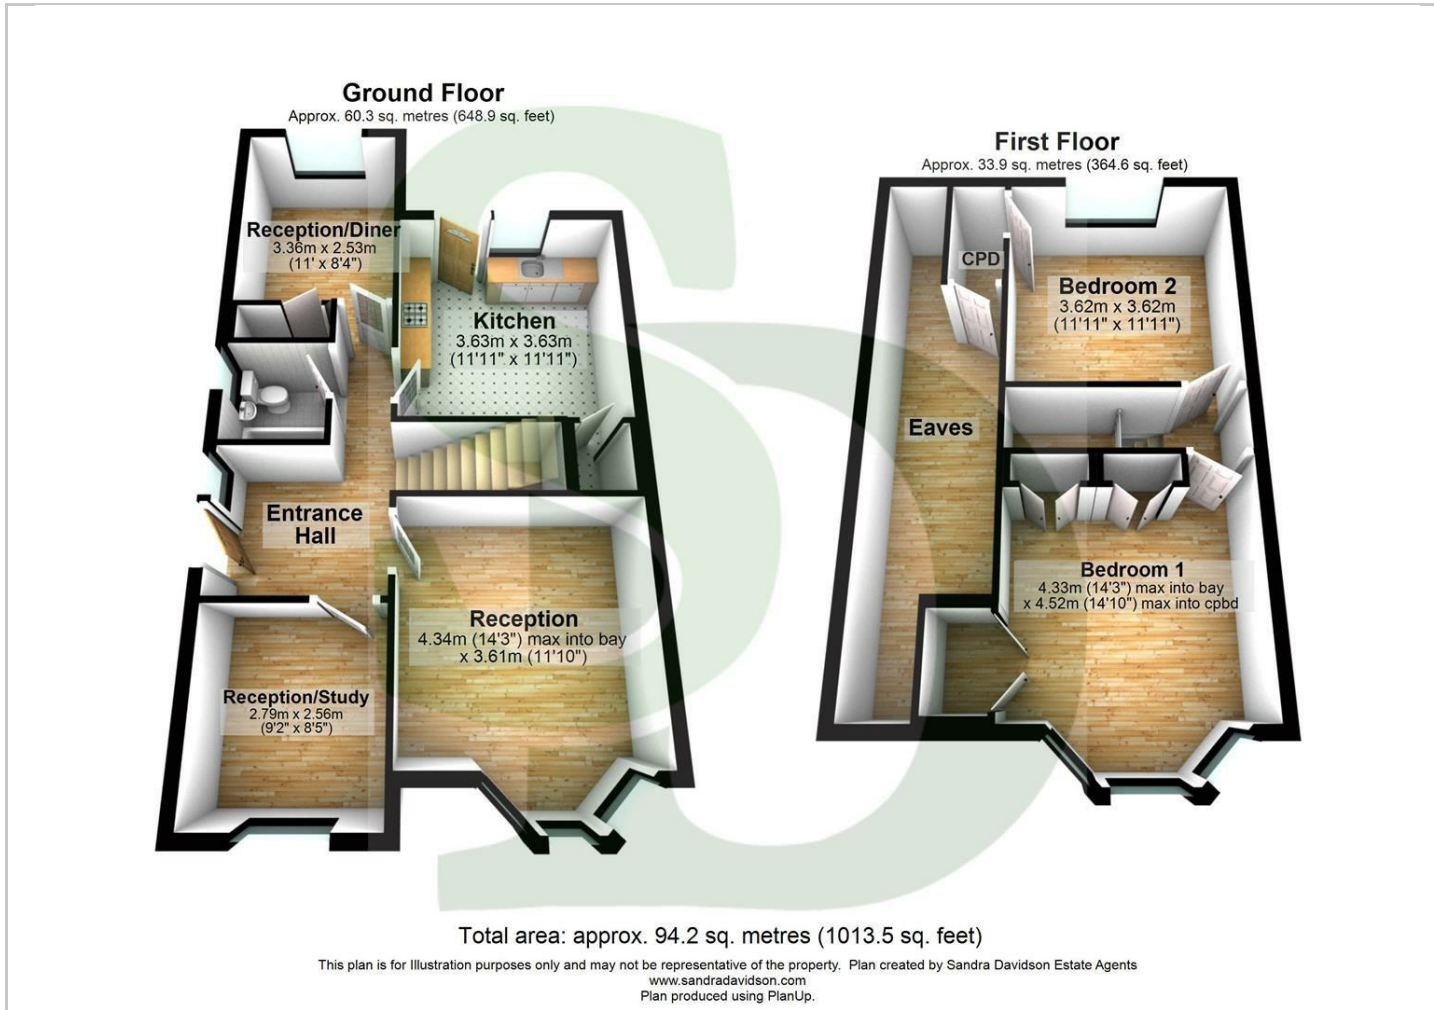 Ground Floor
Approx. 60.3 sq. metres (648.9 sq. feet)
Reception/Diner
3.36m x 2.53m
(11' x 8'4")
Kitchen
3.63m x 3.63m
(11'11" x 11'11")
Entrance
Hall
Reception
4.34m (14'3") max into bay
x 3.61m (11'10")
Reception/Study
2.79m x 2.56m
(9'2" x 8'5")
First Floor
Approx. 33.9 sq. metres (364.6 sq. feet)
CPD
Bedroom 2
3.62m x 3.62m
(11'11" x 11'11")
Eaves
Bedroom 1
4.33m (14'3") max into bay
x 4.52m (14'10") max into cpbd
Total area: approx. 94.2 sq. metres (1013.5 sq. feet)
This plan is for Illustration purposes only and may not be representative of the property. Plan created by Sandra Davidson Estate Agents
www.sandradavidson.com
Plan produced using PlanUp.
SD